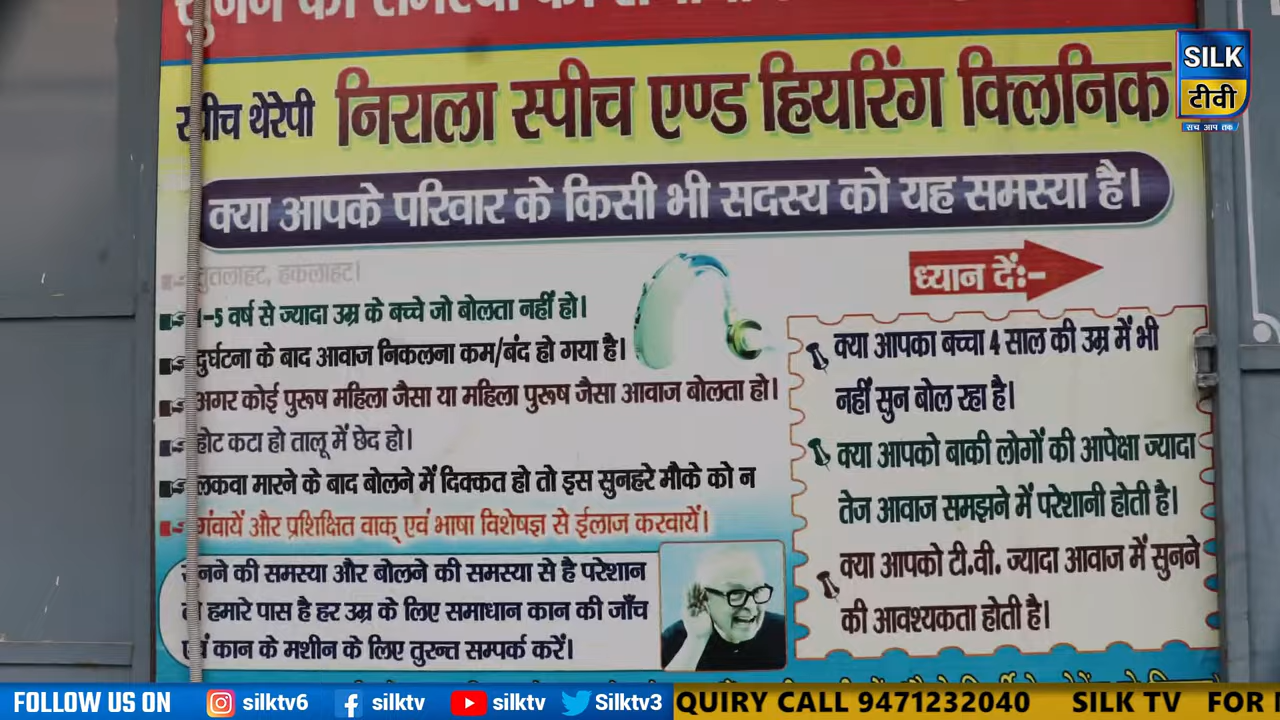 सुनने की समस्या का
स्पीच थेरेपी निराला स्पीच एण्ड हियरिंग क्लिनिक
SILK
टीवी
सच आप तक
क्या आपके परिवार के किसी भी सदस्य को यह समस्या है।
तुतलाहट, हकलाहट।
1-5 वर्ष से ज्यादा उम्र के बच्चे जो बोलता नहीं हो।
दुर्घटना के बाद आवाज निकलना कम/बंद हो गया है।
अगर कोई पुरूष महिला जैसा या महिला पुरूष जैसा आवाज बोलता हो।
होट कटा हो तालू में छेद हो।
लकवा मारने के बाद बोलने में दिक्कत हो तो इस सुनहरे मौके को न
गंवायें और प्रशिक्षित वाक् एवं भाषा विशेषज्ञ से ईलाज करवायें।
सुनने की समस्या और बोलने की समस्या से है परेशान
तो हमारे पास है हर उम्र के लिए समाधान कान की जाँच
एवं कान के मशीन के लिए तुरन्त सम्पर्क करें।
ध्यान दें:-
क्या आपका बच्चा 4 साल की उम्र में भी
नहीं सुन बोल रहा है।
क्या आपको बाकी लोगों की आपेक्षा ज्यादा
तेज आवाज समझने में परेशानी होती है।
क्या आपको टी.वी. ज्यादा आवाज में सुनने
की आवश्यकता होती है।
FOLLOW US ON silktv6 silktv silktv Silktv3 QUIRY CALL 9471232040 SILK TV FOR